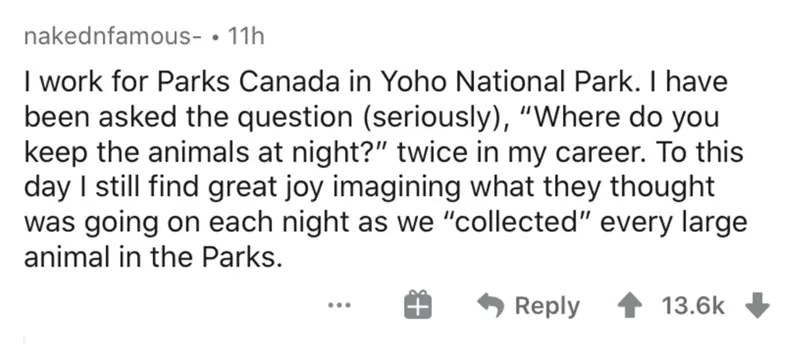 nakednfamous- • 11h
I work for Parks Canada in Yoho National Park. I have
been asked the question (seriously), “Where do you
keep the animals at night?” twice in my career. To this
day I still find great joy imagining what they thought
was going on each night as we “collected” every large
animal in the Parks.
... Reply 13.6k